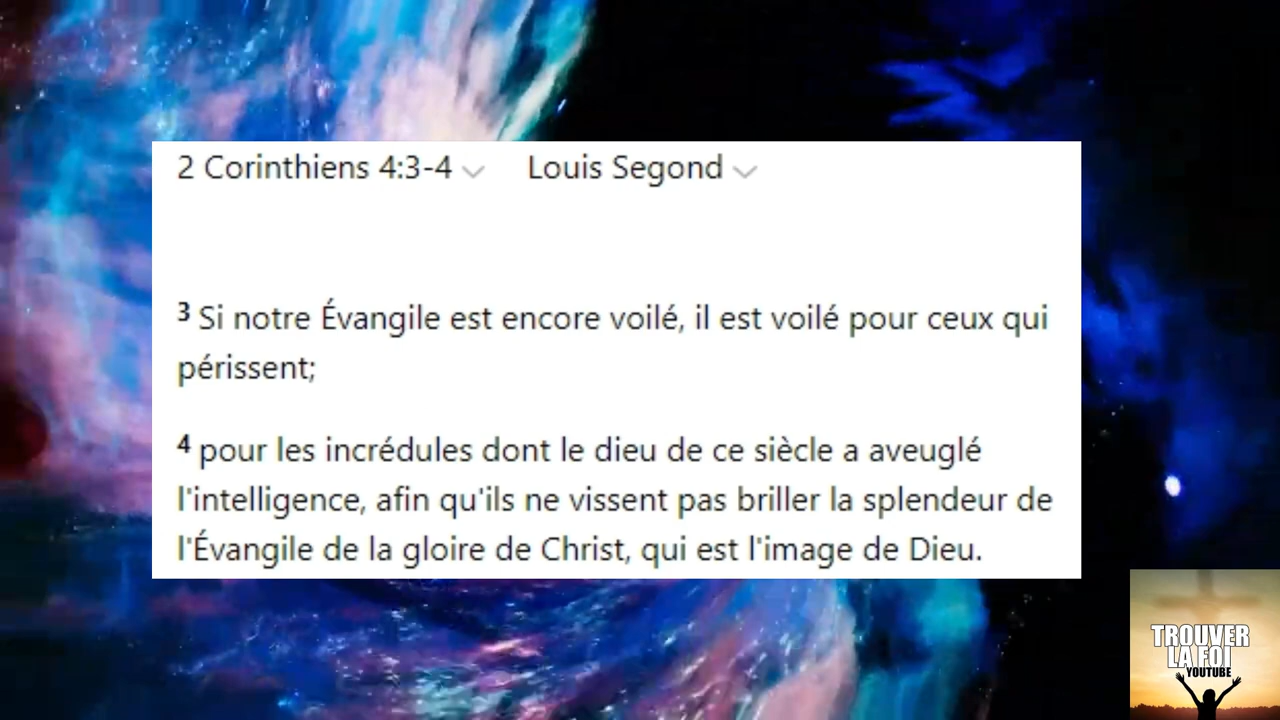 2 Corinthiens 4:3-4 Louis Segond
3 Si notre Évangile est encore voilé, il est voilé pour ceux qui
périssent;
4 pour les incrédules dont le dieu de ce siècle a aveuglé
l'intelligence, afin qu'ils ne vissent pas briller la splendeur de
l'Évangile de la gloire de Christ, qui est l'image de Dieu.
TROUVER
LA FOI
YOUTUBE